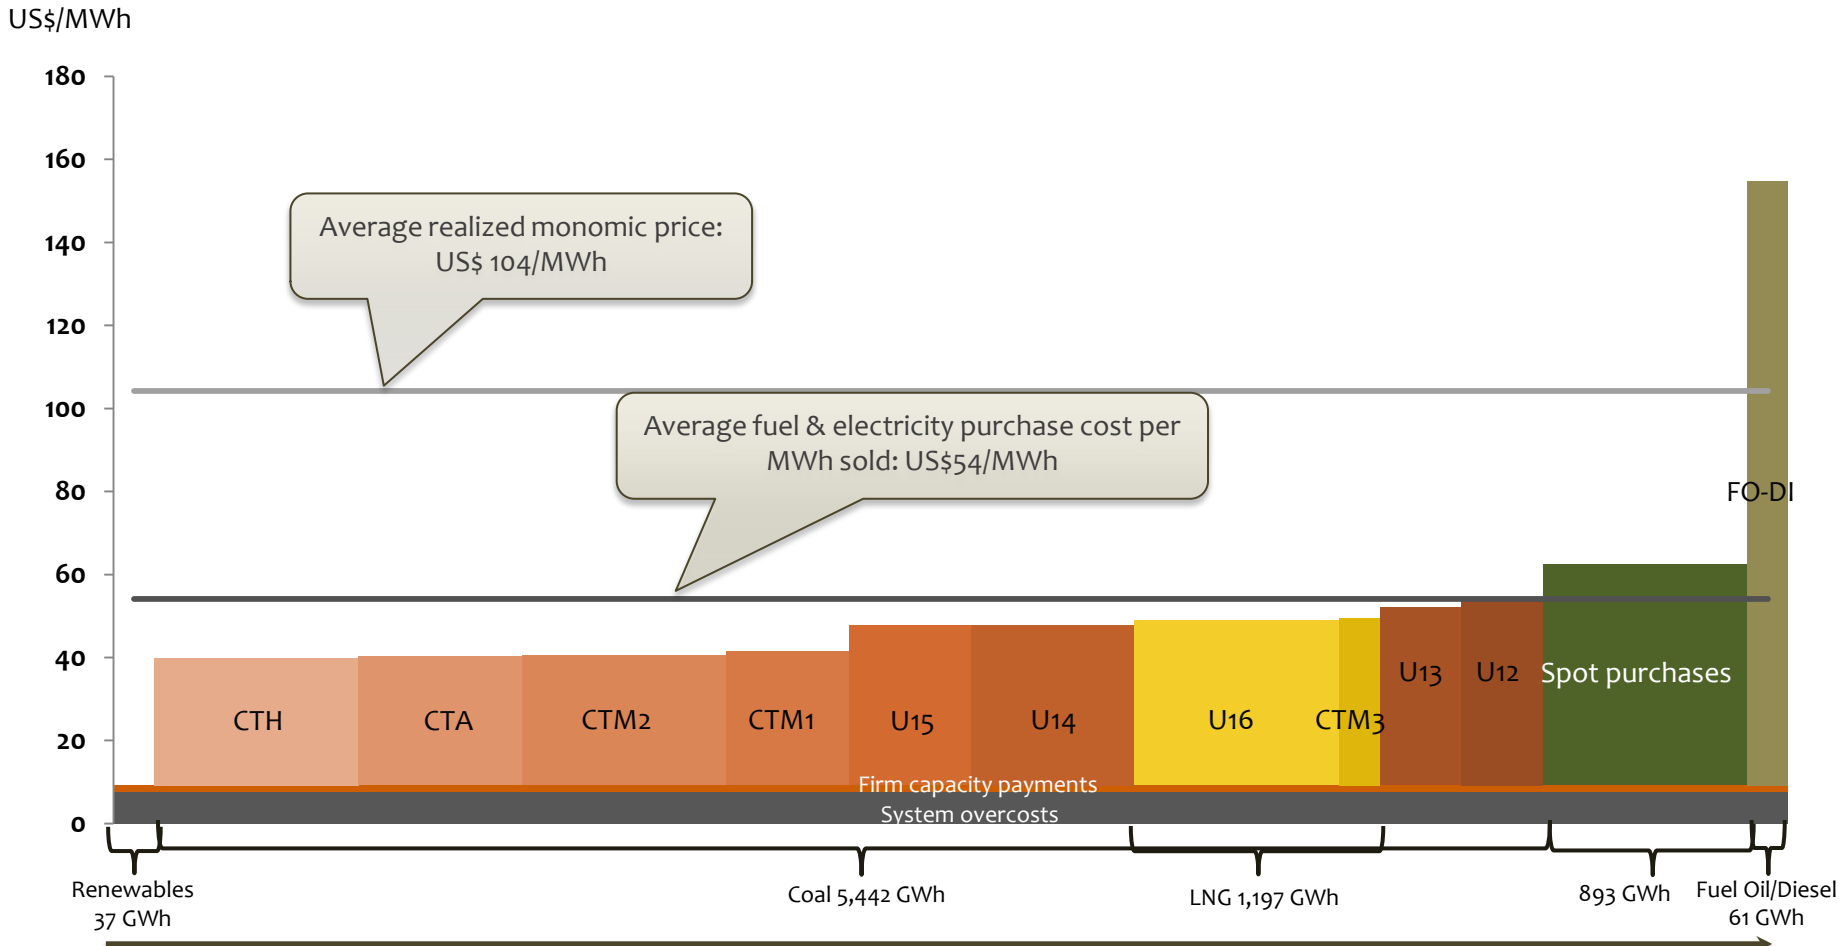 US$/MWh
180
160
140
120
100
80
60
40
20
0
Average realized monomic price:
US$ 104/MWh
Average fuel & electricity purchase cost per
MWh sold: US$54/MWh
FO-DI
CTH
CTA
CTM2
CTM1
U15
U14
U16
CTM3
U13
U12
Spot purchases
Firm capacity payments
System overcosts
Renewables
37 GWh
Coal 5,442 GWh
LNG 1,197 GWh
893 GWh
Fuel Oil/Diesel
61 GWh